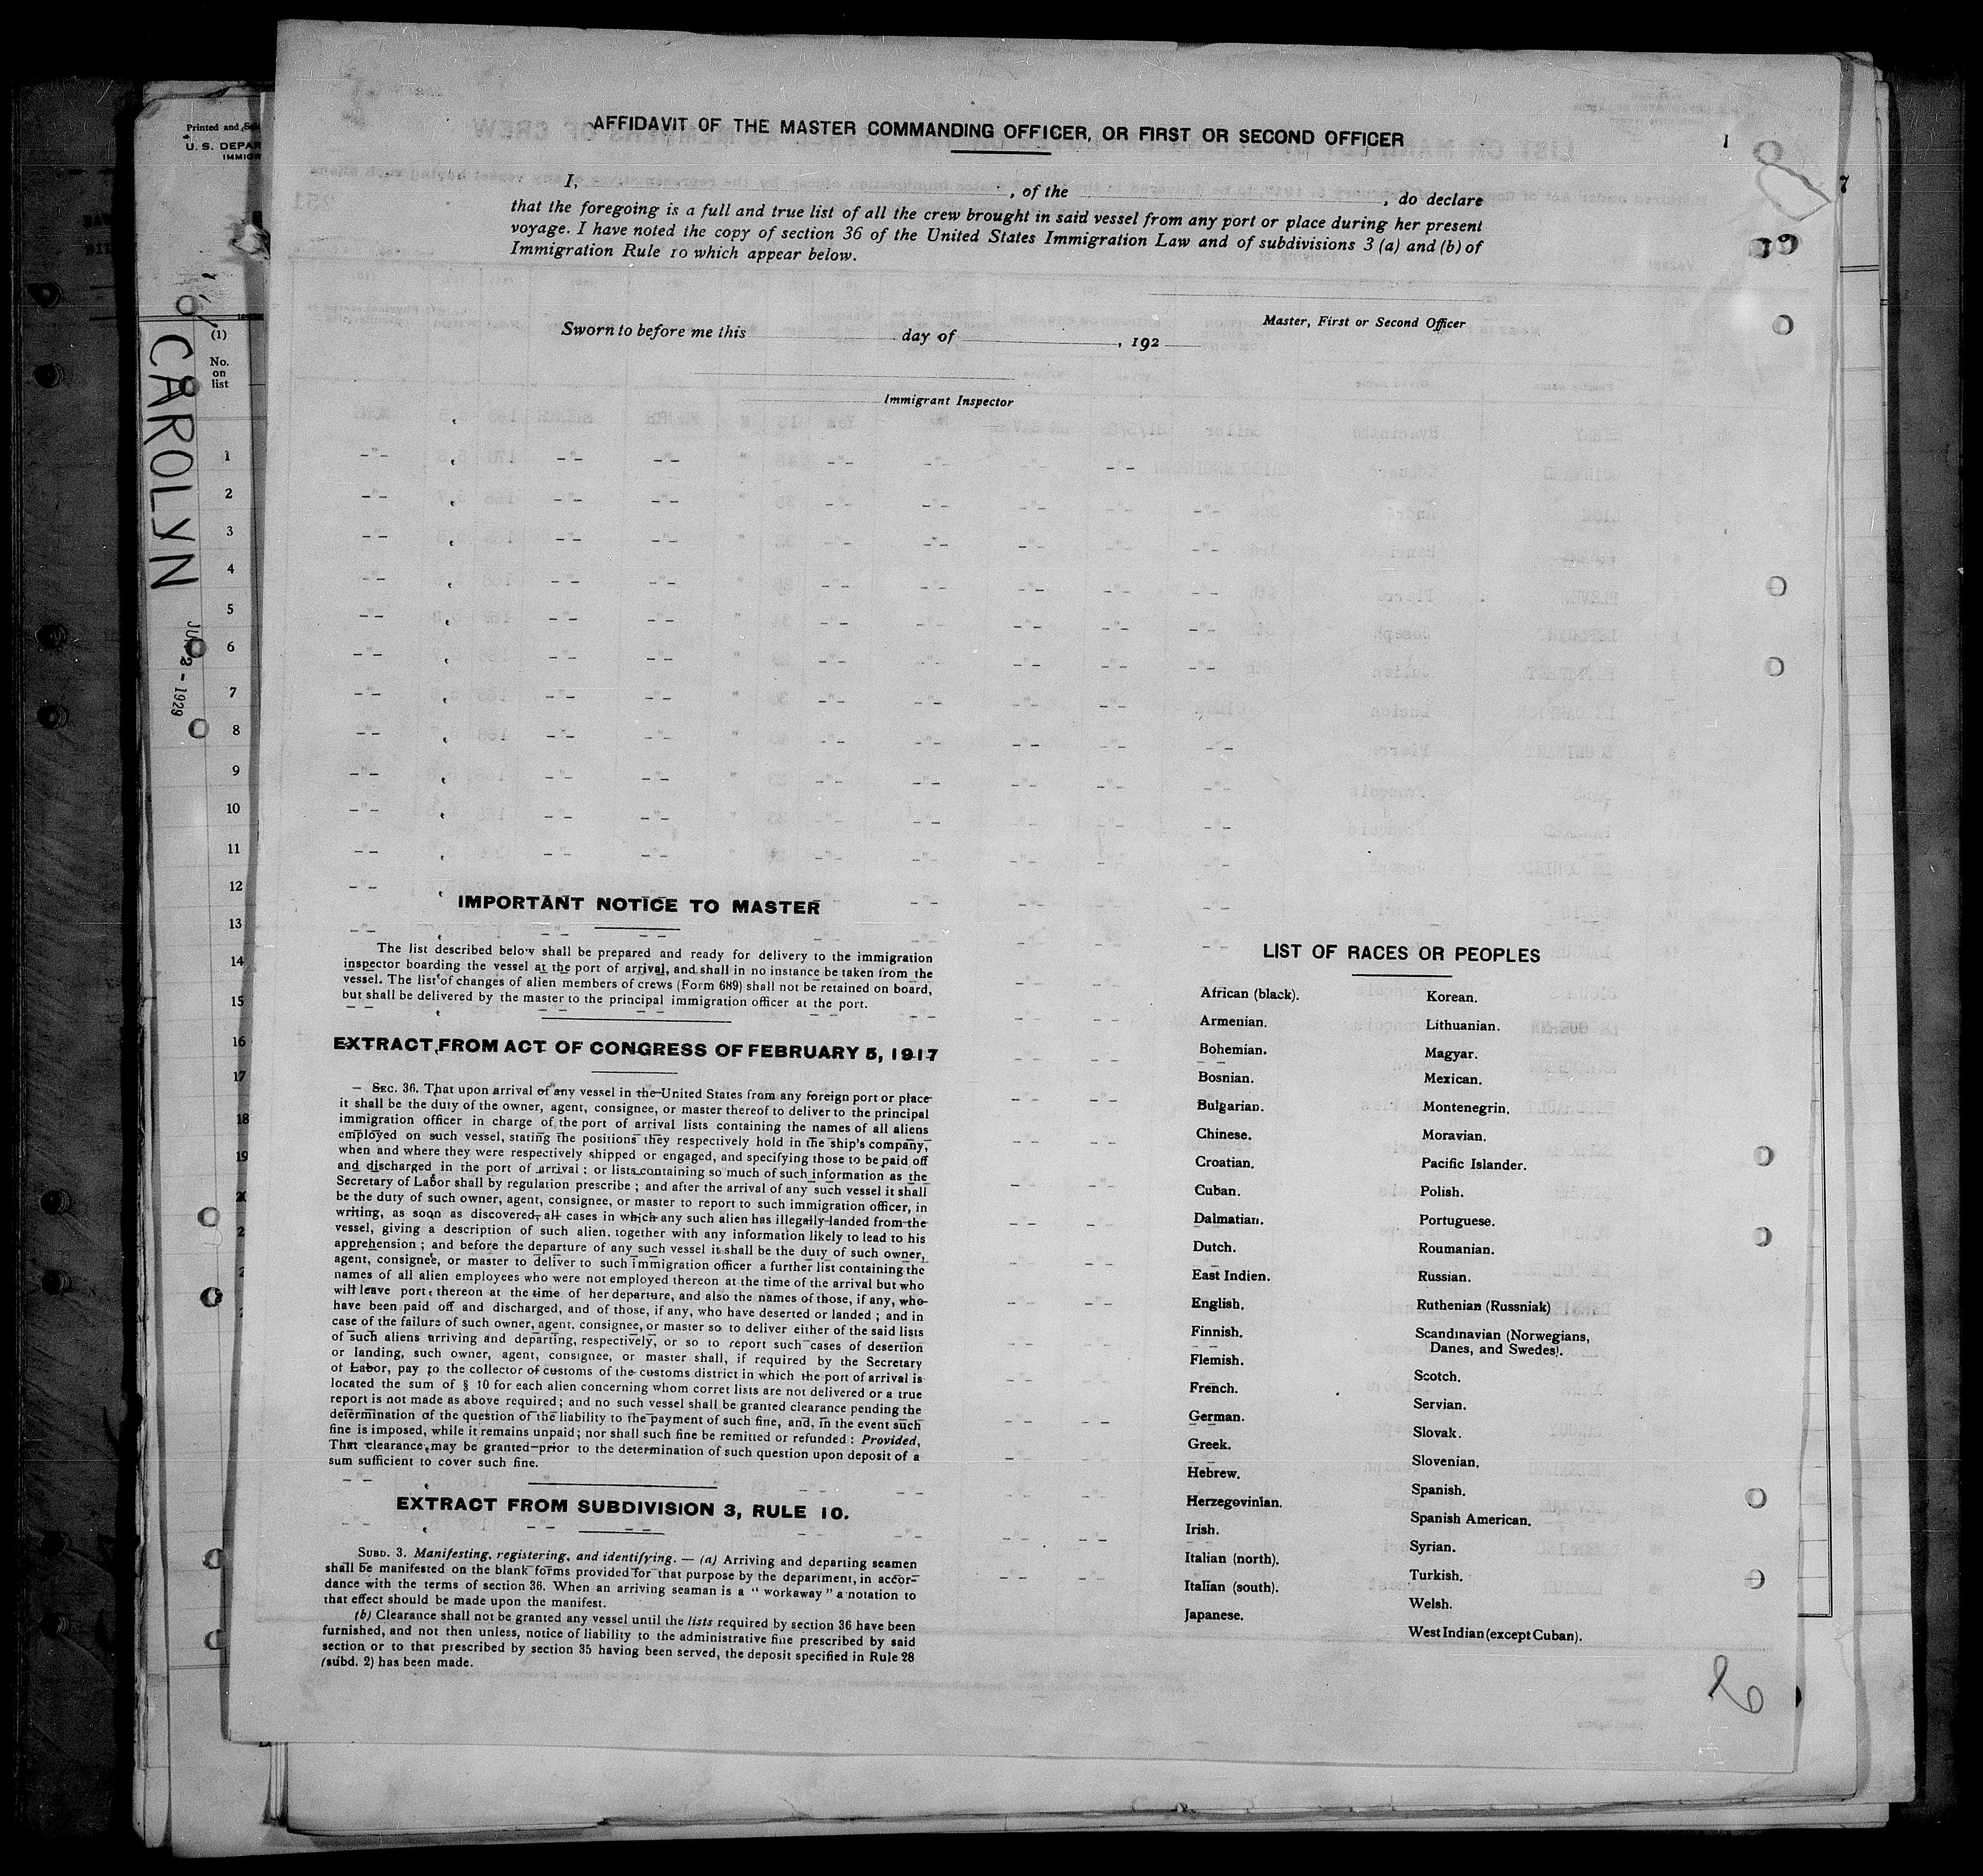 AFFIDAVIT OF THE MASTER COMMANDING OFFICER, OR FIRST OR SECOND OFFICER
I, , of the , do declare
that the foregoing is a full and true list of all the crew brought in said vessel from any port or place during her present
voyage. I have noted the copy of section 36 of the United States Immigration Law and of subdivisions 3 (a) and (b) of
Immigration Rule 10 which appear below.
Master, First or Second Officer
Sworn to before me this day of , 192
Immigrant Inspector
IMPORTANT NOTICE TO MASTER
The list described below shall be prepared and ready for delivery to the immigration
inspector boarding the vessel at the port of arrival, and shall in no instance be taken from the
vessel. The list of changes of alien members of crews (Form 689) shall not be retained on board,
but shall be delivered by the master to the principal immigration officer at the port.
EXTRACT FROM ACT OF CONGRESS OF FEBRUARY 5, 1917
SEC. 36. That upon arrival of any vessel in the United States from any foreign port or place
it shall be the duty of the owner, agent, consignee, or master thereof to deliver to the principal
immigration officer in charge of the port of arrival lists containing the names of all aliens
employed on such vessel, stating the positions they respectively hold in the ship's company,
when and where they were respectively shipped or engaged, and specifying those to be paid off
and discharged in the port of arrival : or lists containing so much of such information as the
Secretary of Labor shall by regulation prescribe ; and after the arrival of any such vessel it shall
be the duty of such owner, agent, consignee, or master to report to such immigration officer, in
writing, as soon as discovered, all cases in which any such alien has illegally landed from the
vessel, giving a description of such alien, together with any information likely to lead to his
apprehension ; and before the departure of any such vessel it shall be the duty of such owner,
agent, consignee, or master to deliver to such immigration officer a further list containing the
names of all alien employees who were not employed thereon at the time of the arrival but who
will leave port thereon at the time of her departure, and also the names of those, if any, who
have been paid off and discharged, and of those, if any, who have deserted or landed ; and in
case of the failure of such owner, agent, consignee, or master so to deliver either of the said lists
of such aliens arriving and departing, respectively, or so to report such cases of desertion
or landing, such owner, agent, consignee, or master shall, if required by the Secretary
of Labor, pay to the collector of customs of the customs district in which the port of arrival is
located the sum of § 10 for each alien concerning whom corret lists are not delivered or a true
report is not made as above required ; and no such vessel shall be granted clearance pending the
determination of the question of the liability to the payment of such fine, and, in the event such
fine is imposed, while it remains unpaid ; nor shall such fine be remitted or refunded : Provided,
That clearance may be granted prior to the determination of such question upon deposit of a
sum sufficient to cover such fine.
EXTRACT FROM SUBDIVISION 3, RULE 10.
SUBD. 3. Manifesting, registering, and identifying. — (a) Arriving and departing seamen
shall be manifested on the blank forms provided for that purpose by the department, in accor-
dance with the terms of section 36. When an arriving seaman is a " workaway " a notation to
that effect should be made upon the manifest.
(b) Clearance shall not be granted any vessel until the lists required by section 36 have been
furnished, and not then unless, notice of liability to the administrative fine prescribed by said
section or to that prescribed by section 35 having been served, the deposit specified in Rule 28
(subd. 2) has been made.
LIST OF RACES OR PEOPLES
African (black).
Armenian.
Bohemian.
Bosnian.
Bulgarian.
Chinese.
Croatian.
Cuban.
Dalmatian.
Dutch.
East Indien.
English.
Finnish.
Flemish.
French.
German.
Greek.
Hebrew.
Herzegovinian.
Irish.
Italian (north).
Italian (south).
Japanese.
Korean.
Lithuanian.
Magyar.
Mexican.
Montenegrin.
Moravian.
Pacific Islander.
Polish.
Portuguese.
Roumanian.
Russian.
Ruthenian (Russniak)
Scandinavian (Norwegians,
Danes, and Swedes).
Scotch.
Servian.
Slovak.
Slovenian.
Spanish.
Spanish American.
Syrian.
Turkish.
Welsh.
West Indian (except Cuban).
Printed and
U. S. DEPAR
IMMIGR
(1)
No.
on
list
1
2
3
4
5
6
7
8
9
10
11
12
13
14
15
16
17
18
19
20
CAROLYN
JUN 2 - 1929